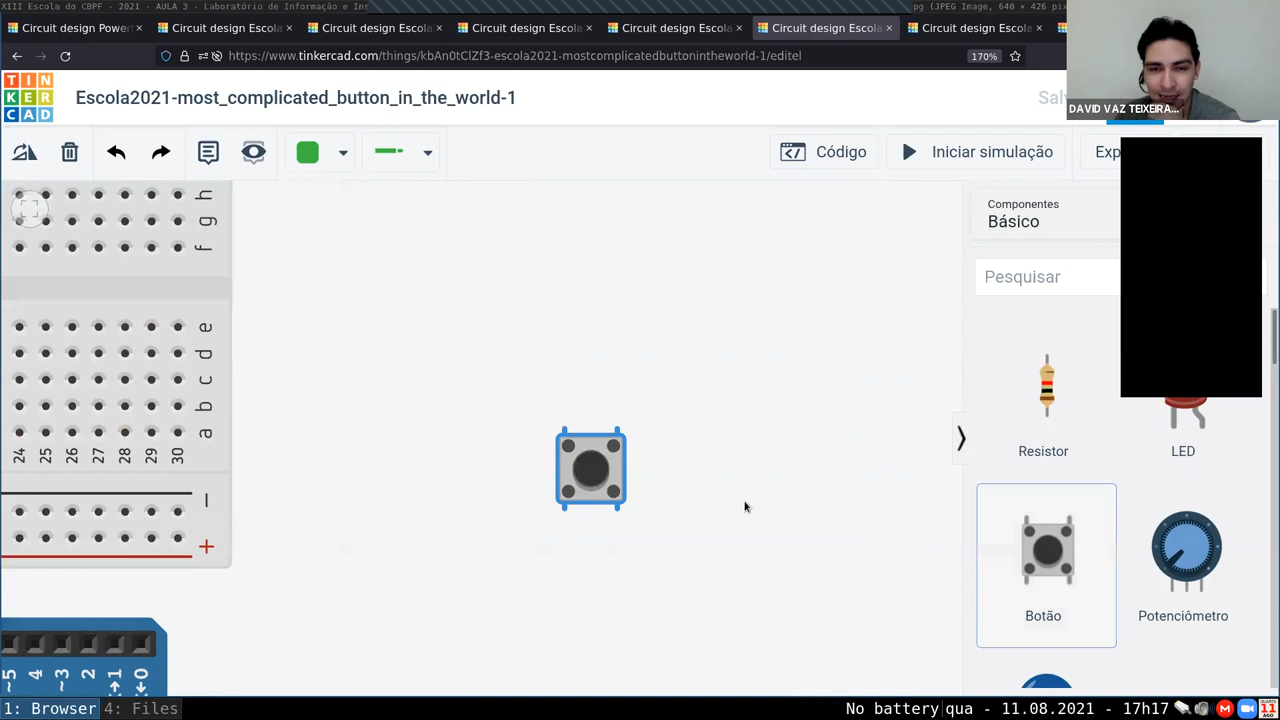 XIII Escola do CBPF - 2021 - AULA 3 - Laboratório de Informação e Ins
pg (JPEG Image, 640 × 426 pix
Circuit design Power
Circuit design Escola
Circuit design Escola
Circuit design Escola
Circuit design Escola
Circuit design Escola
Circuit design Escola
https://www.tinkercad.com/things/kbAn0tClZf3-escola2021-mostcomplicatedbuttonintheworld-1/editel
170%
DAVID VAZ TEIXEIRA...
TIN
KER
CAD
Escola2021-most_complicated_button_in_the_world-1
Sal
Código
Iniciar simulação
Exp
Componentes
Básico
Pesquisar
Resistor
LED
Botão
Potenciômetro
h
g
f
e
d
c
b
a
24 25 26 27 28 29 30
—
+
~5 4 ~3 2 →1 ←0
1: Browser
4: Files
No battery
qua - 11.08.2021 - 17h17
QUARTA
11
AGO